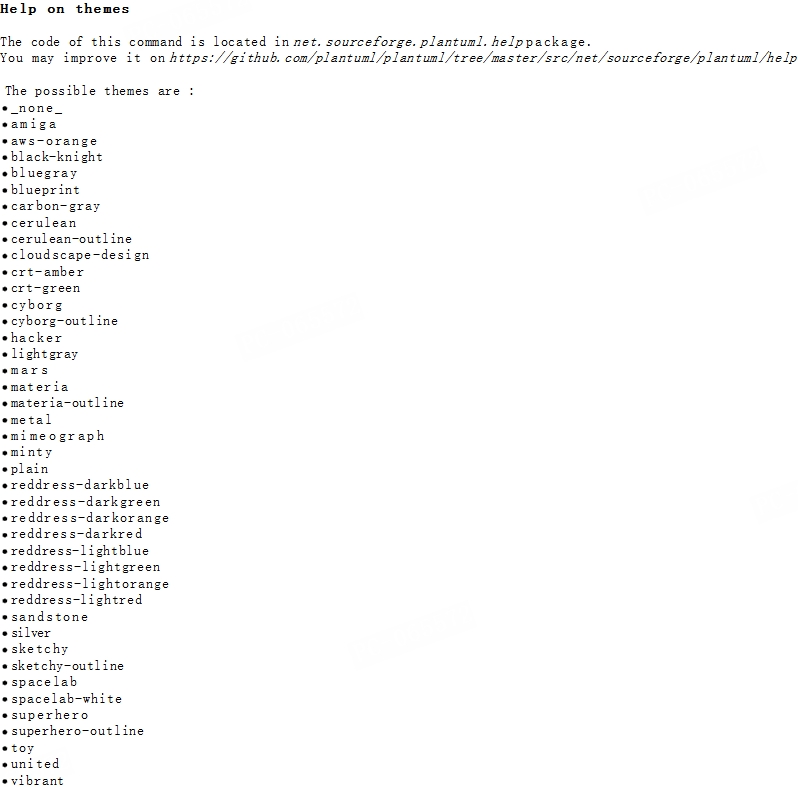 Help on themes
The code of this command is located in net.sourceforge.plantuml.help package.
You may improve it on https://github.com/plantuml/plantuml/tree/master/src/net/sourceforge/plantuml/help
The possible themes are :
•_none_
•amiga
•aws-orange
•black-knight
•bluegray
•blueprint
•carbon-gray
•cerulean
•cerulean-outline
•cloudscape-design
•crt-amber
•crt-green
•cyborg
•cyborg-outline
•hacker
•lightgray
•mars
•materia
•materia-outline
•metal
•mimeograph
•minty
•plain
•reddress-darkblue
•reddress-darkgreen
•reddress-darkorange
•reddress-darkred
•reddress-lightblue
•reddress-lightgreen
•reddress-lightorange
•reddress-lightred
•sandstone
•silver
•sketchy
•sketchy-outline
•spacelab
•spacelab-white
•superhero
•superhero-outline
•toy
•united
•vibrant